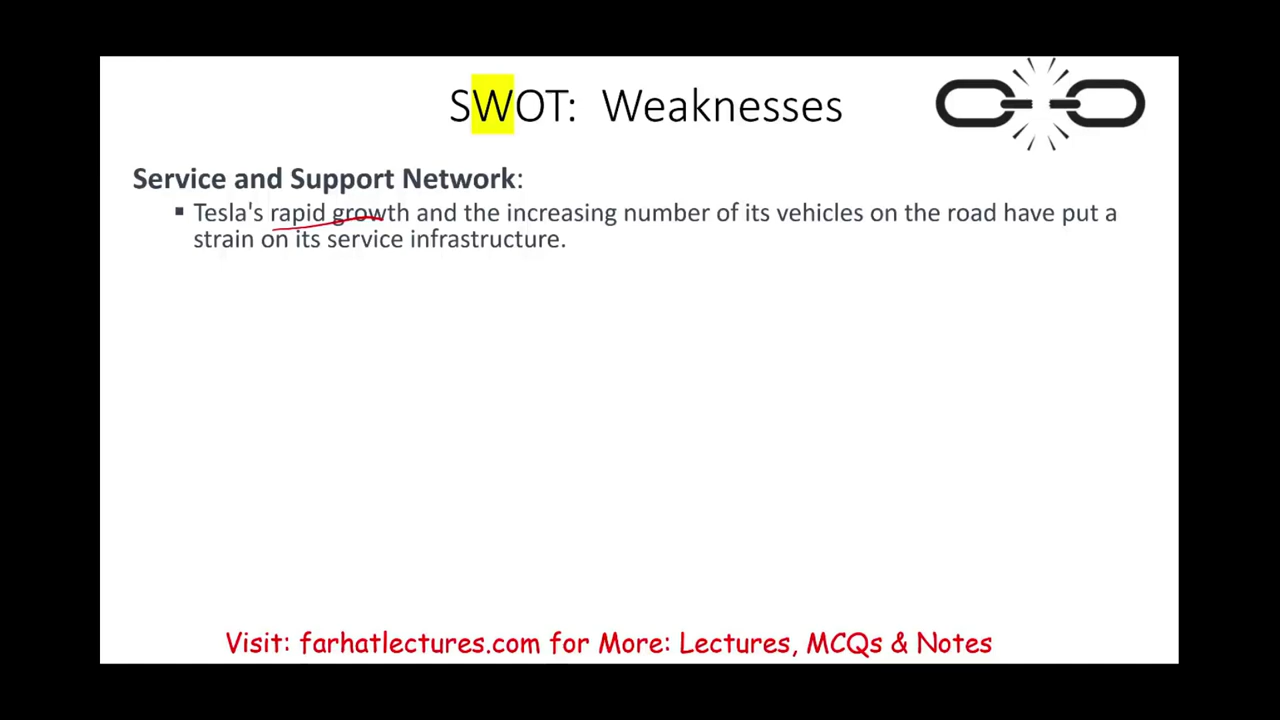 SWOT: Weaknesses
Service and Support Network:
▪ Tesla's rapid growth and the increasing number of its vehicles on the road have put a
strain on its service infrastructure.
Visit: farhatlectures.com for More: Lectures, MCQs & Notes